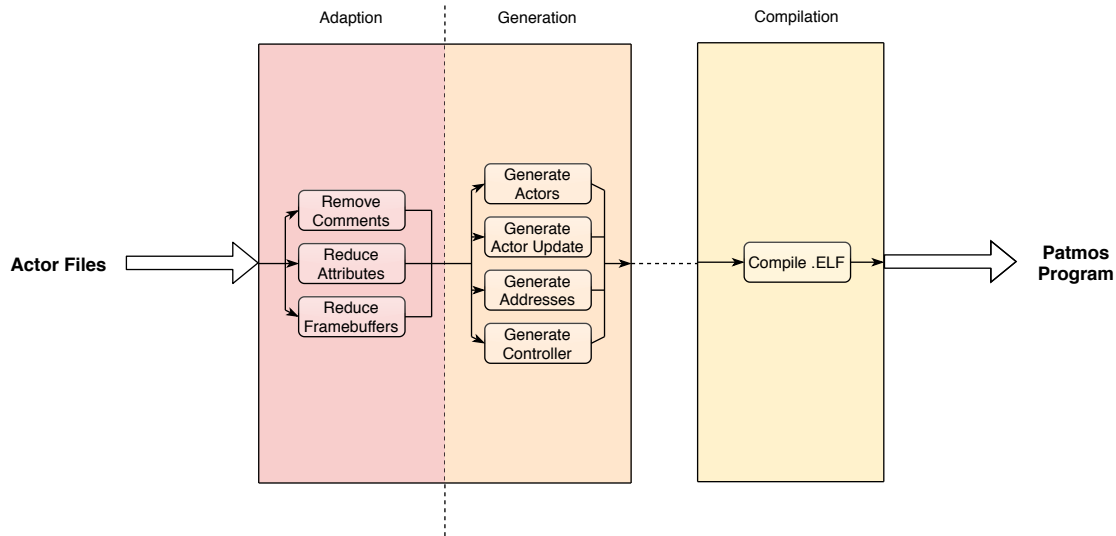 Adaption
Generation
Compilation
Remove
Comments
Reduce
Attributes
Reduce
Framebuffers
Generate
Actors
Generate
Actor Update
Generate
Addresses
Generate
Controller
Compile .ELF
Actor Files
Patmos
Program